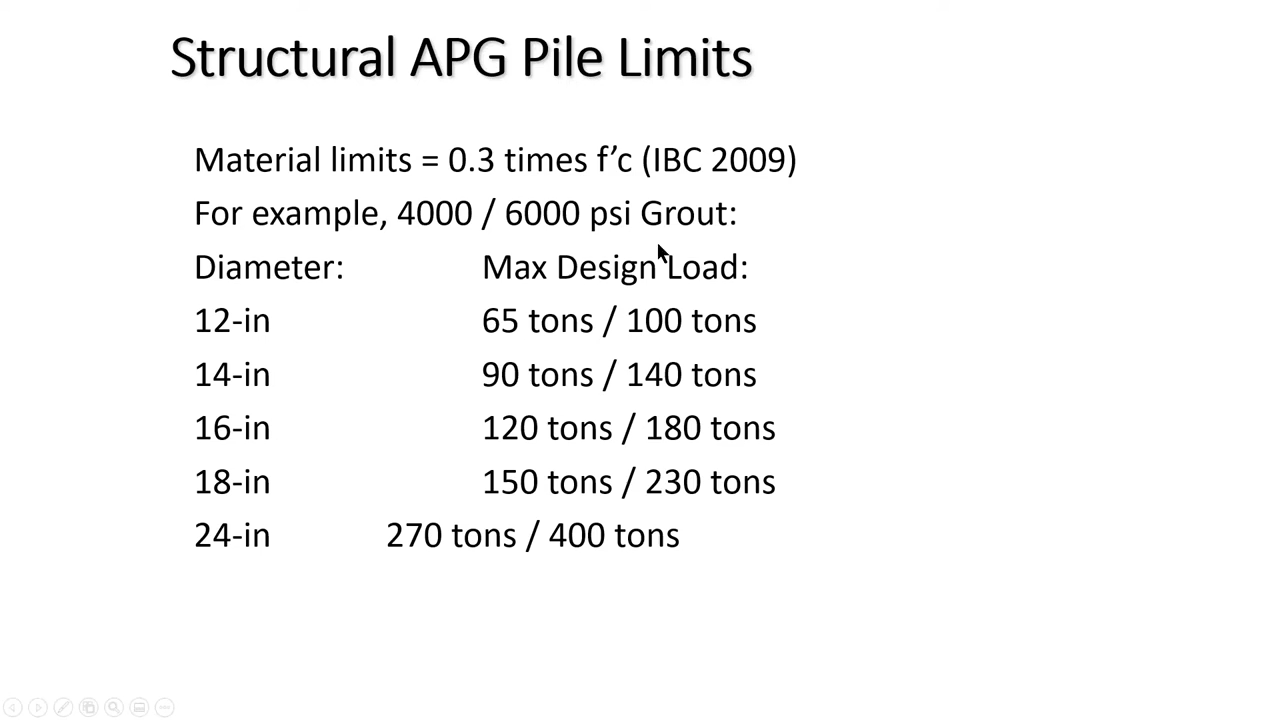 Structural APG Pile Limits
Material limits = 0.3 times f’c (IBC 2009)
For example, 4000 / 6000 psi Grout:
Diameter: Max Design Load:
12-in 65 tons / 100 tons
14-in 90 tons / 140 tons
16-in 120 tons / 180 tons
18-in 150 tons / 230 tons
24-in 270 tons / 400 tons